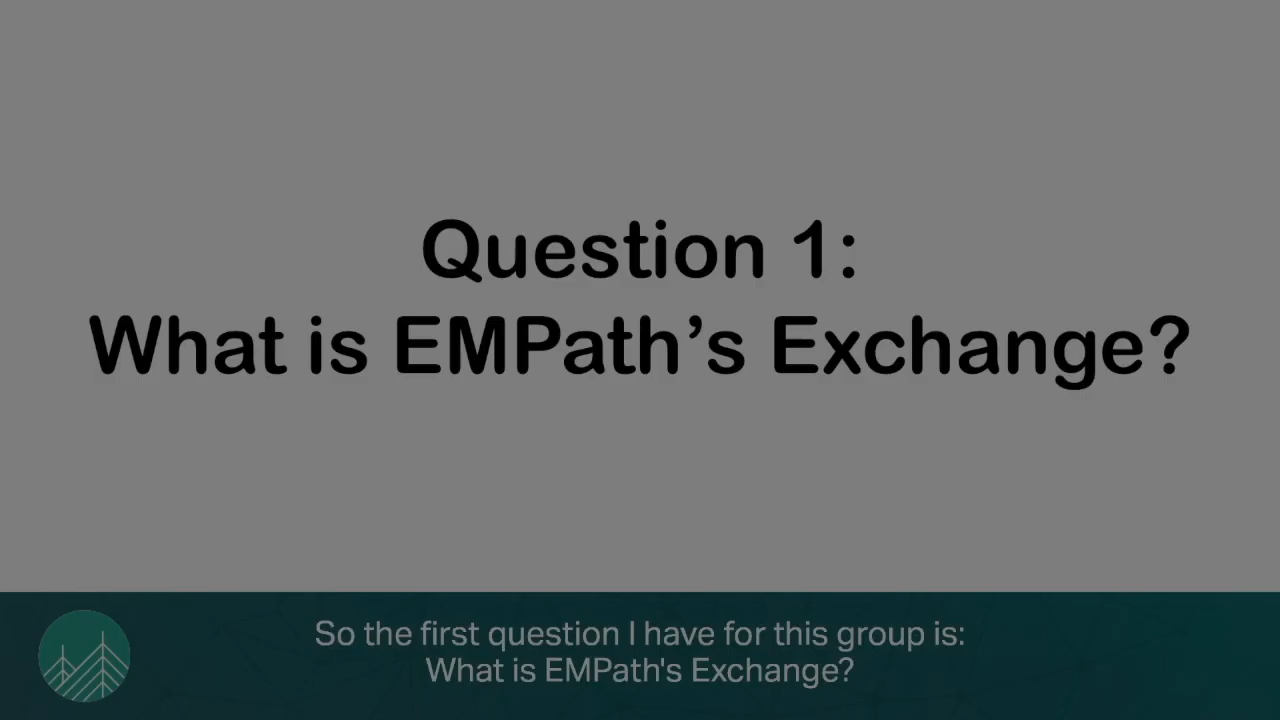 Question 1:
What is EMPath’s Exchange?
So the first question I have for this group is:
What is EMPath's Exchange?